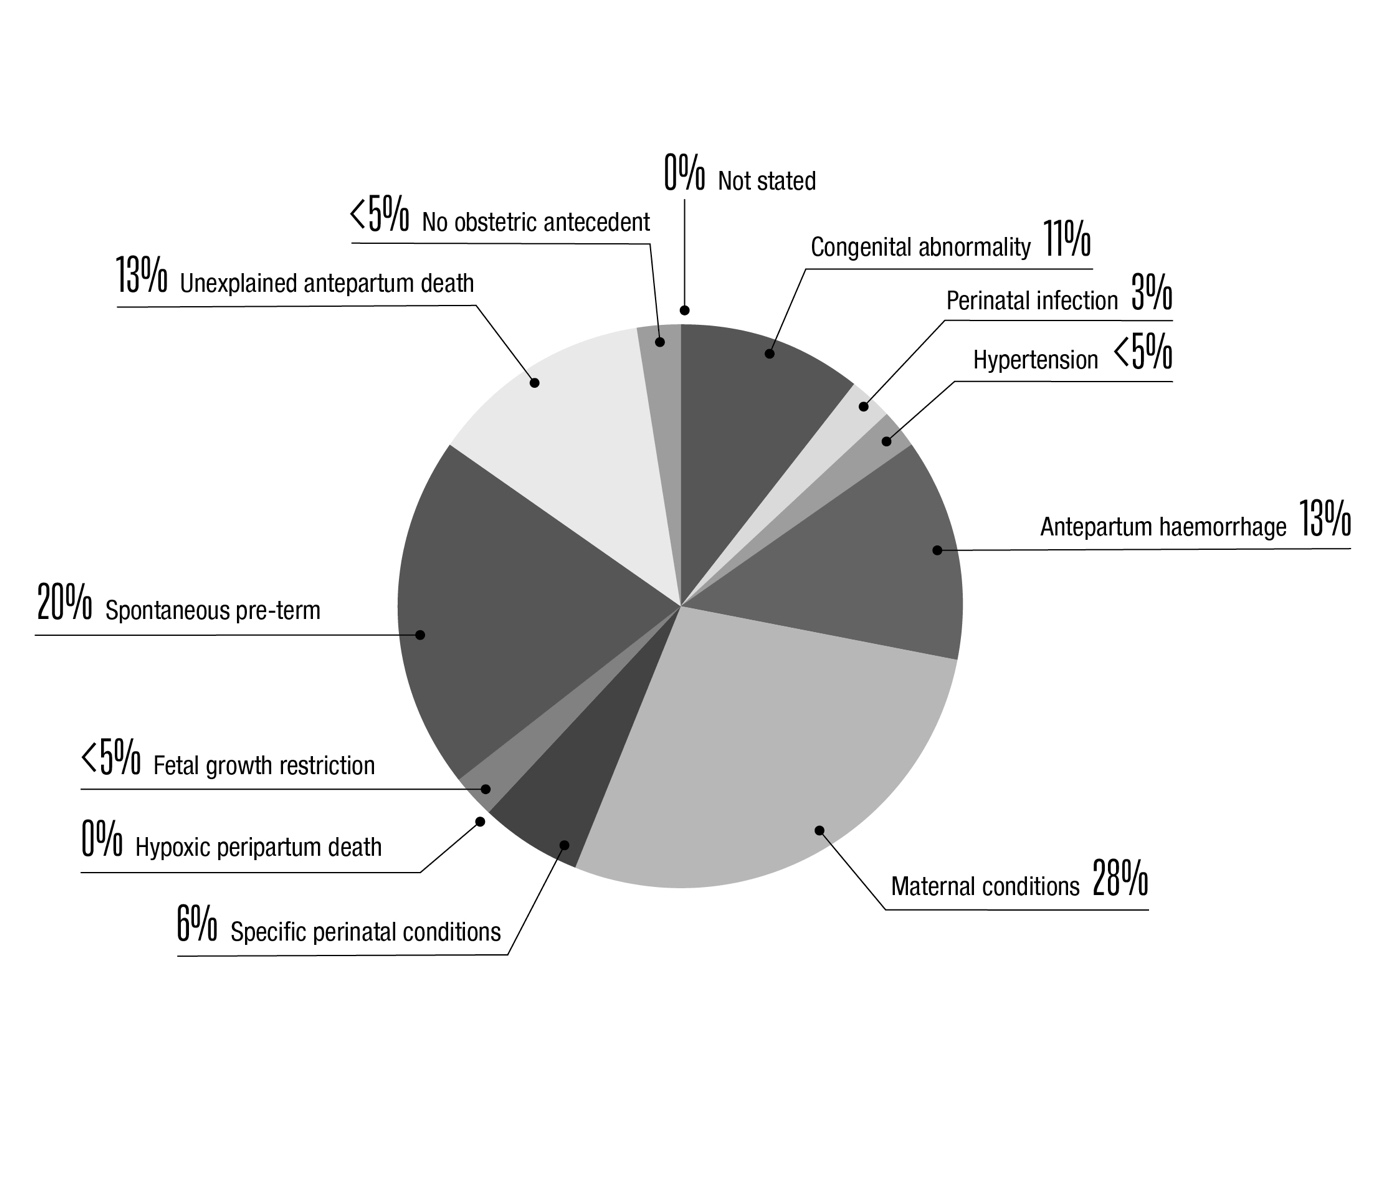 0% Not stated
<5% No obstetric antecedent
Congenital abnormality 11%
13% Unexplained antepartum death
Perinatal infection 3%
Hypertension <5%
Antepartum haemorrhage 13%
20% Spontaneous pre-term
<5% Fetal growth restriction
0% Hypoxic peripartum death
Maternal conditions 28%
6% Specific perinatal conditions